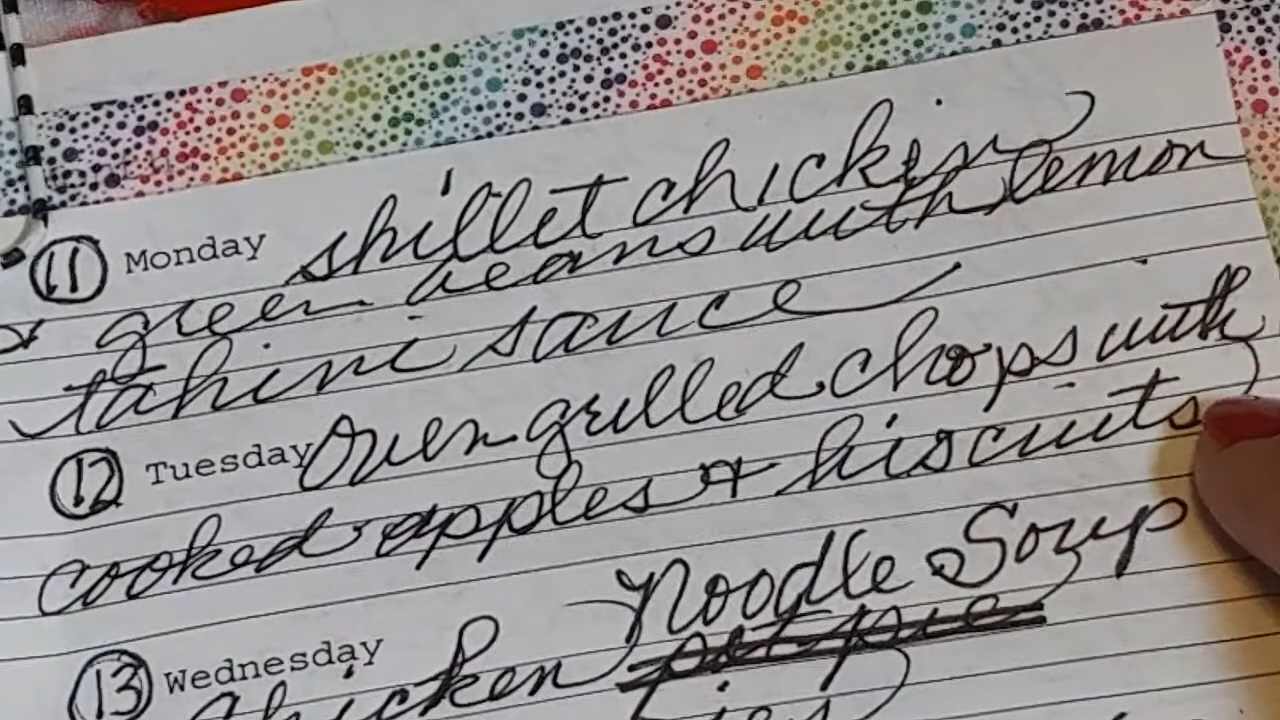 11 Monday skillet chicken
& green beans with lemon
tahini sauce
12 Tuesday Oven grilled chops with
cooked apples & biscuits
Noodle Soup
13 Wednesday Chicken pot pie